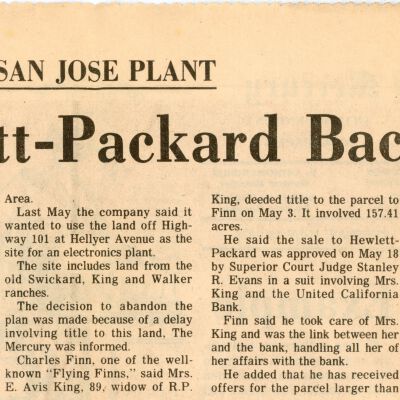 SAN JOSE PLANT
tt-Packard Bac
Area.
Last May the company said it
wanted to use the land off High-
way 101 at Hellyer Avenue as the
site for an electronics plant.
The site includes land from the
old Swickard, King and Walker
ranches.
The decision to abandon the
plan was made because of a delay
involving title to this land, The
Mercury was informed.
Charles Finn, one of the well-
known "Flying Finns," said Mrs.
E. Avis King, 89, widow of R.P.
King, deeded title to the parcel to
Finn on May 3. It involved 157.41
acres.
He said the sale to Hewlett-
Packard was approved on May 18
by Superior Court Judge Stanley
R. Evans in a suit involving Mrs.
King and the United California
Bank.
Finn said he took care of Mrs.
King and was the link between her
and the bank, handling all her of
her affairs with the bank.
He added that he has received
offers for the parcel larger than